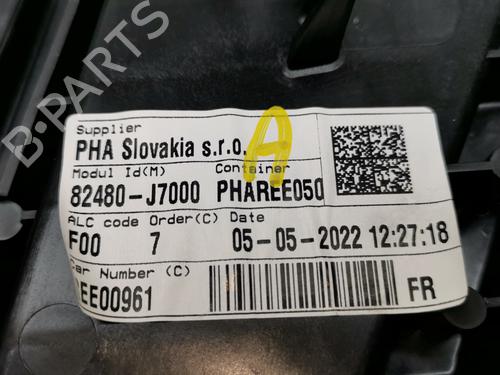 B-PARTS
Supplier
PHA Slovakia s.r.o.
A
Modul Id(M) Container
82480-J7000 PHAREE050
ALC code Order(C) Date
F00 7 05-05-2022 12:27:18
Car Number (C)
EE00961
FR